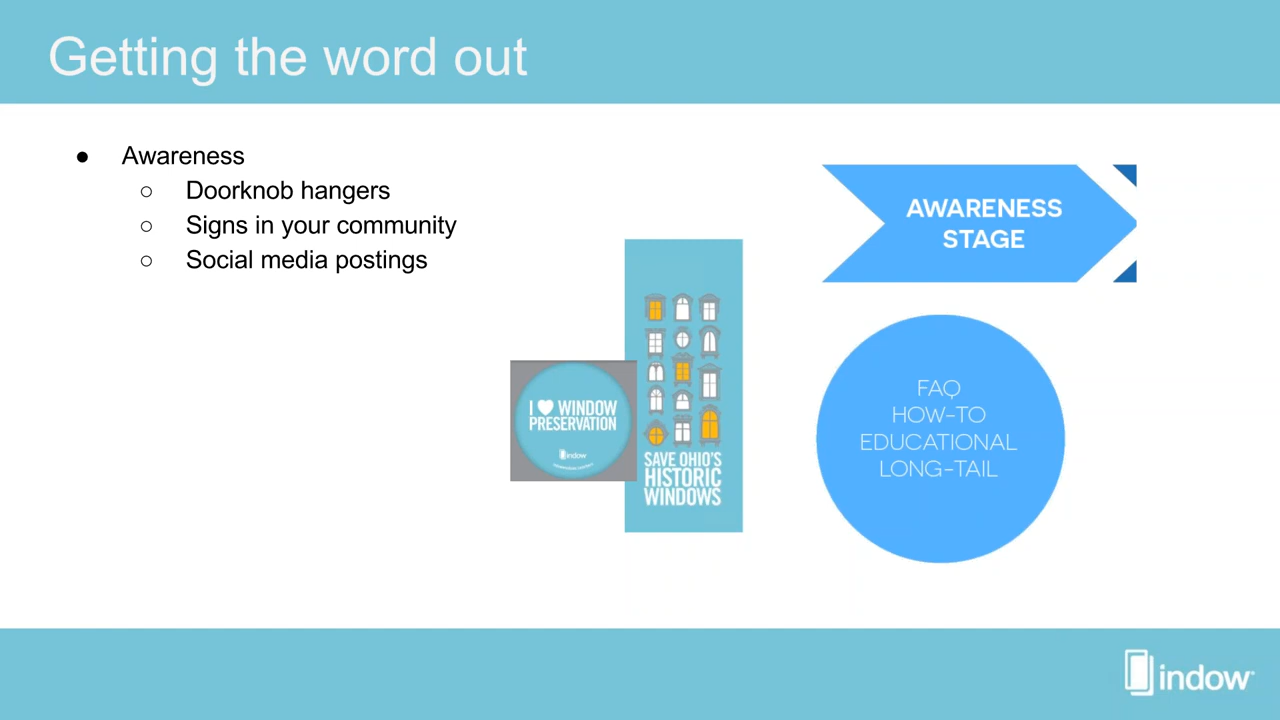 Getting the word out
● Awareness
○ Doorknob hangers
○ Signs in your community
○ Social media postings
AWARENESS
STAGE
I ♥ WINDOW
PRESERVATION
indow
SAVE OHIO'S
HISTORIC
WINDOWS
FAQ
HOW-TO
EDUCATIONAL
LONG-TAIL
indow